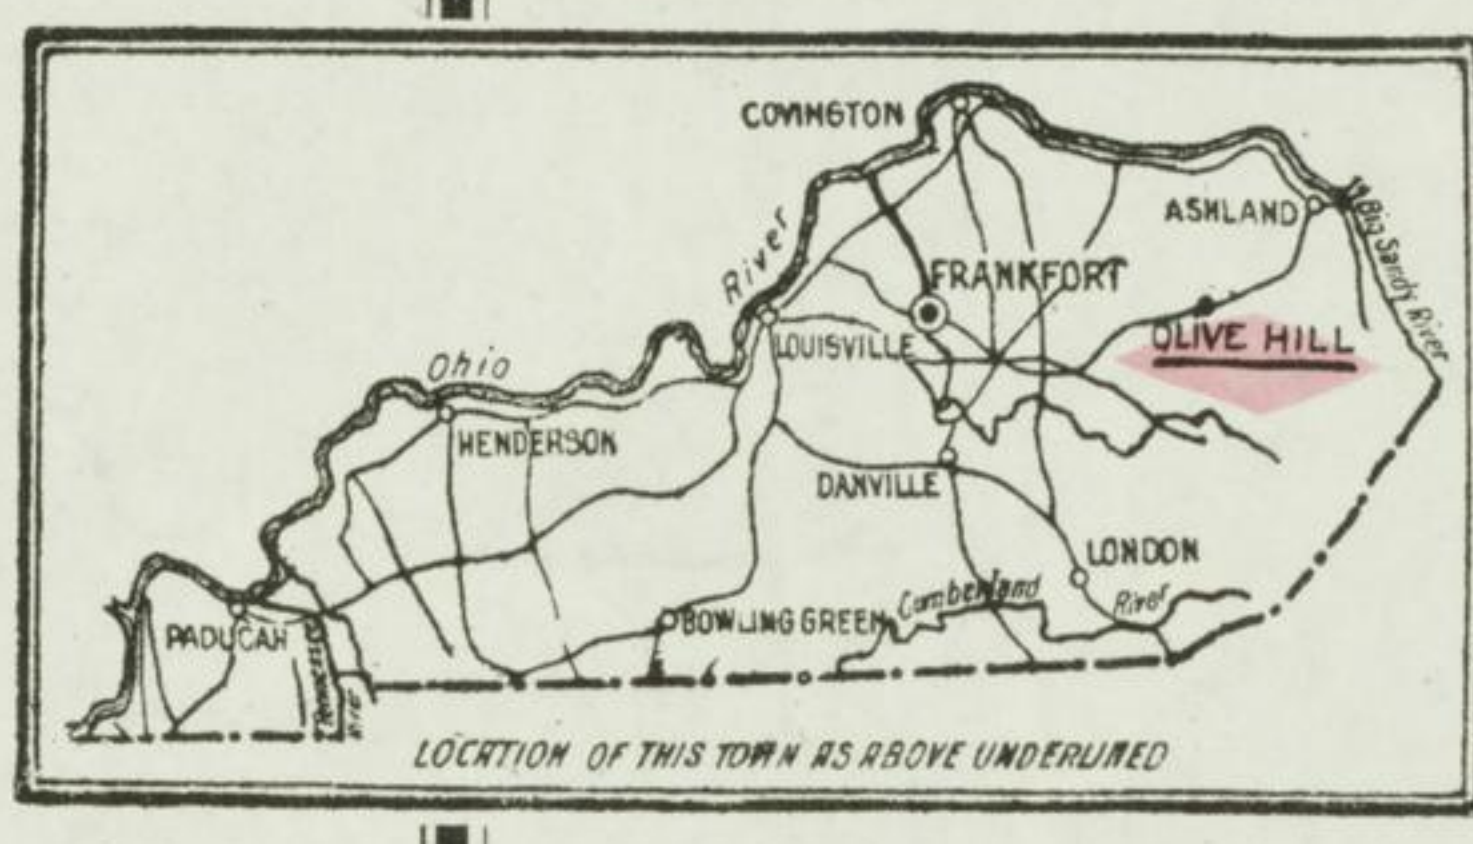 COVINGTON
ASHLAND
Big Sandy River
FRANKFORT
River
OLIVE HILL
LOUISVILLE
Ohio
HENDERSON
DANVILLE
LONDON
Cumberland River
BOWLING GREEN
PADUCAH
Tennessee
River
LOCATION OF THIS TOWN AS ABOVE UNDERLINED